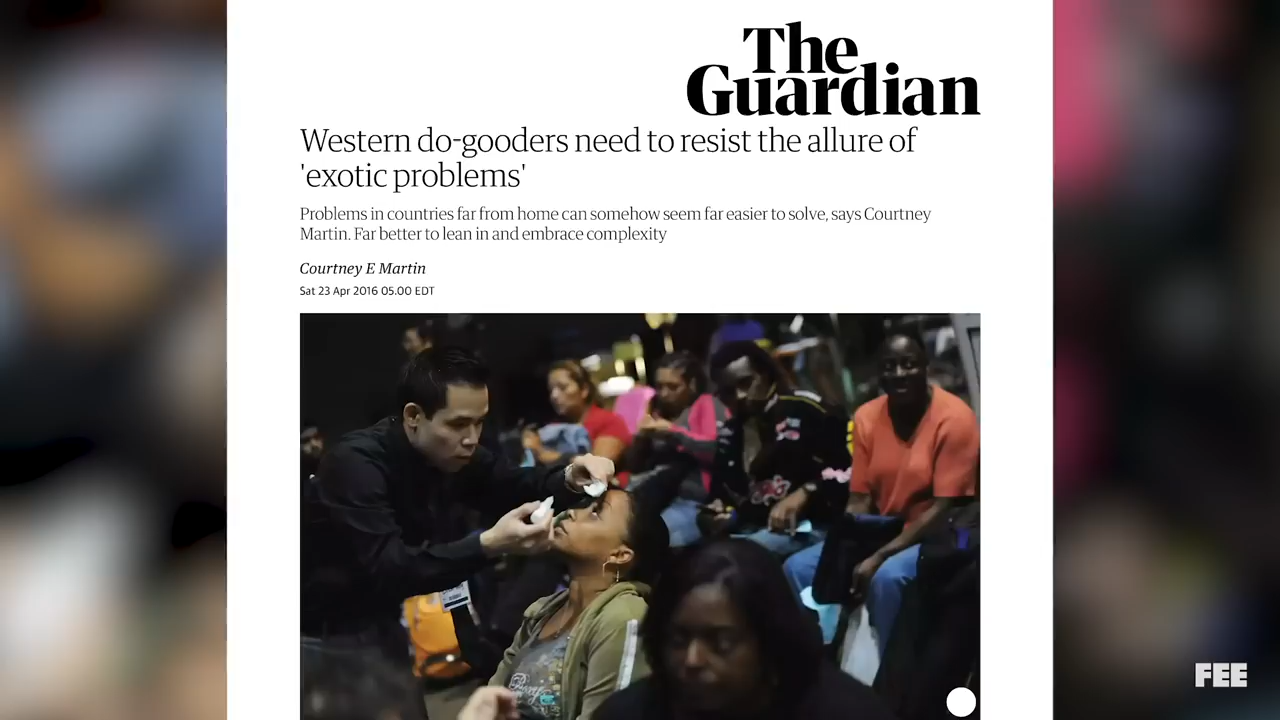 The
Guardian
Western do-gooders need to resist the allure of
'exotic problems'
Problems in countries far from home can somehow seem far easier to solve, says Courtney
Martin. Far better to lean in and embrace complexity
Courtney E Martin
Sat 23 Apr 2016 05.00 EDT
FEE